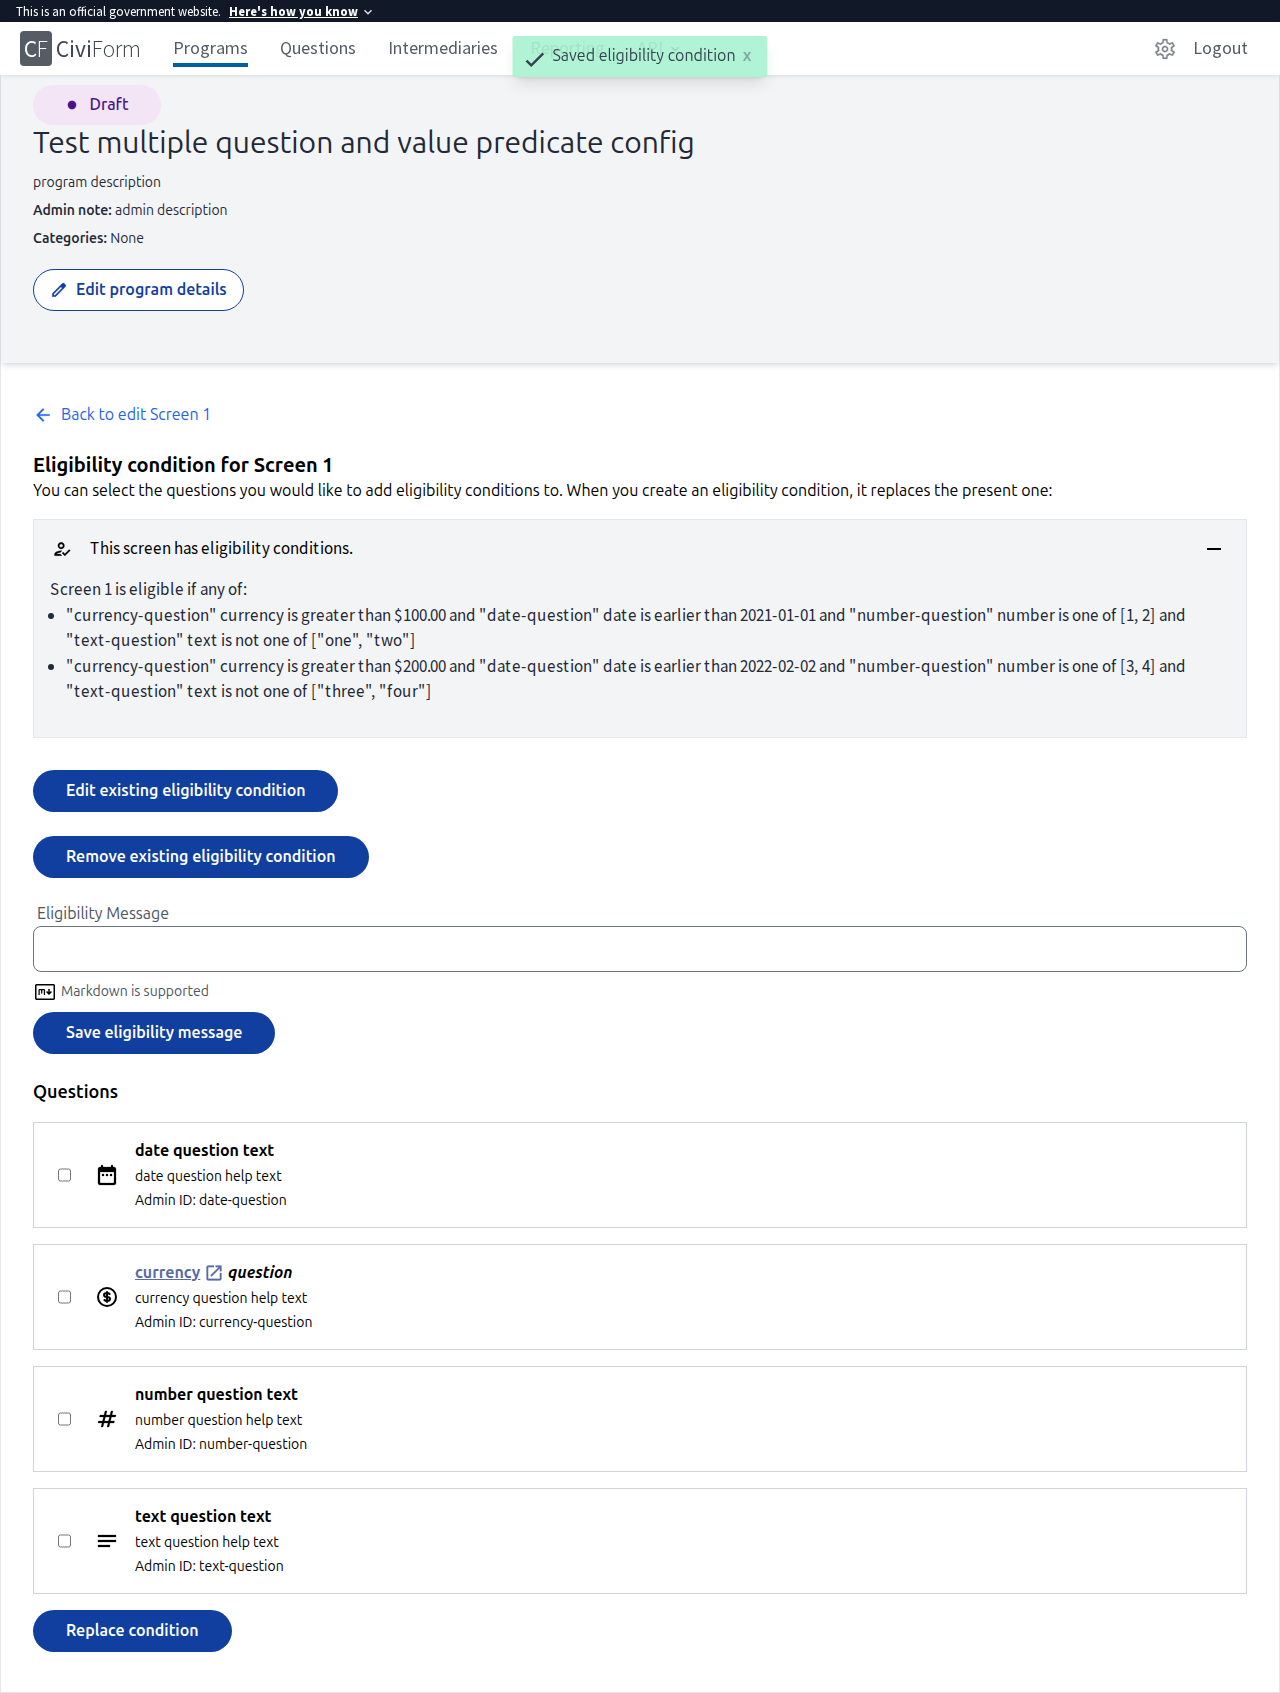 This is an official government website. Here's how you know
CF CiviForm Programs Questions Intermediaries Reporting API Logout
Saved eligibility condition x
Draft
Test multiple question and value predicate config
program description
Admin note: admin description
Categories: None
Edit program details
Back to edit Screen 1
Eligibility condition for Screen 1
You can select the questions you would like to add eligibility conditions to. When you create an eligibility condition, it replaces the present one:
This screen has eligibility conditions.
Screen 1 is eligible if any of:
"currency-question" currency is greater than $100.00 and "date-question" date is earlier than 2021-01-01 and "number-question" number is one of [1, 2] and
"text-question" text is not one of ["one", "two"]
"currency-question" currency is greater than $200.00 and "date-question" date is earlier than 2022-02-02 and "number-question" number is one of [3, 4] and
"text-question" text is not one of ["three", "four"]
Edit existing eligibility condition
Remove existing eligibility condition
Eligibility Message
Markdown is supported
Save eligibility message
Questions
date question text
date question help text
Admin ID: date-question
currency question
currency question help text
Admin ID: currency-question
number question text
number question help text
Admin ID: number-question
text question text
text question help text
Admin ID: text-question
Replace condition